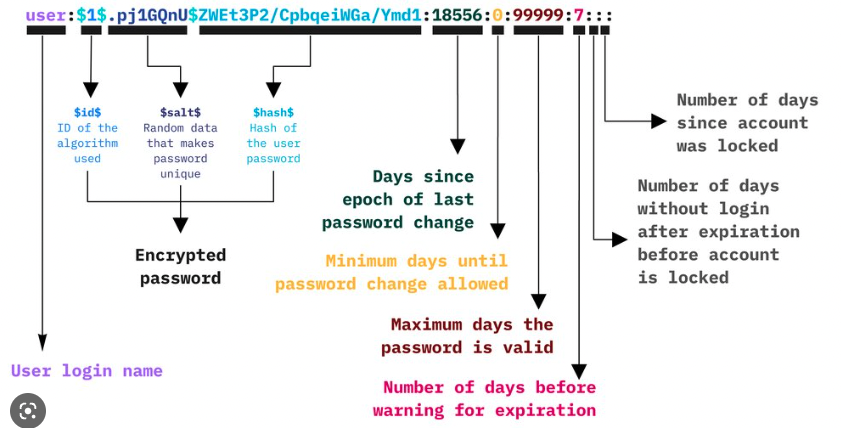 user:$1$.pj1GQnU$ZWEt3P2/CpbqeiWGa/Ymd1:18556:0:99999:7:::
$id$
ID of the
algorithm
used
$salt$
Random data
that makes
password
unique
$hash$
Hash of
the user
password
Encrypted
password
User login name
Days since
epoch of last
password change
Minimum days until
password change allowed
Maximum days the
password is valid
Number of days before
warning for expiration
Number of days
since account
was locked
Number of days
without login
after expiration
before account
is locked